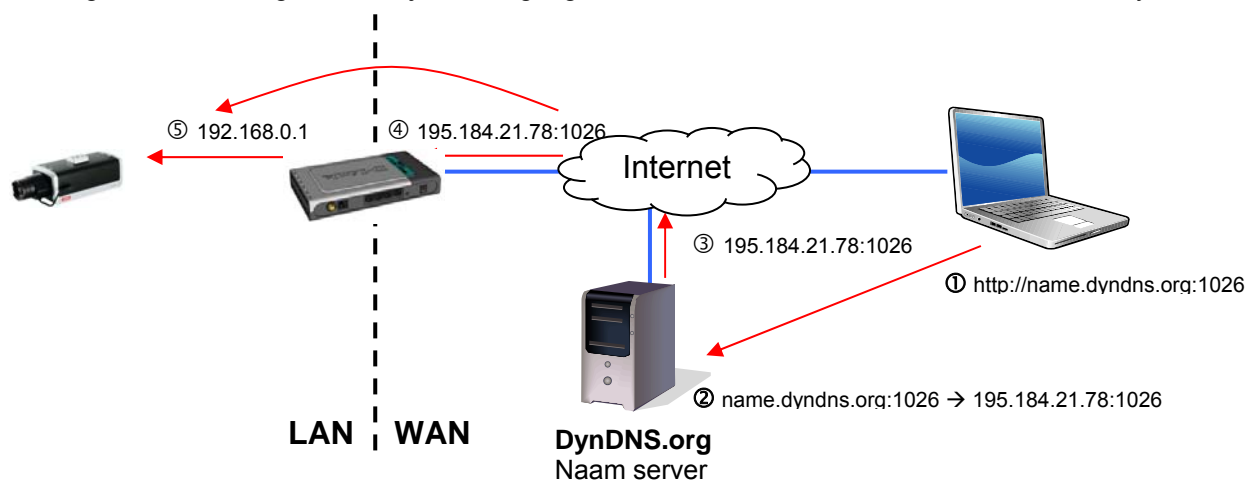 ⑤ 192.168.0.1
④ 195.184.21.78:1026
Internet
③ 195.184.21.78:1026
① http://name.dyndns.org:1026
② name.dyndns.org:1026 → 195.184.21.78:1026
LAN WAN
DynDNS.org
Naam server